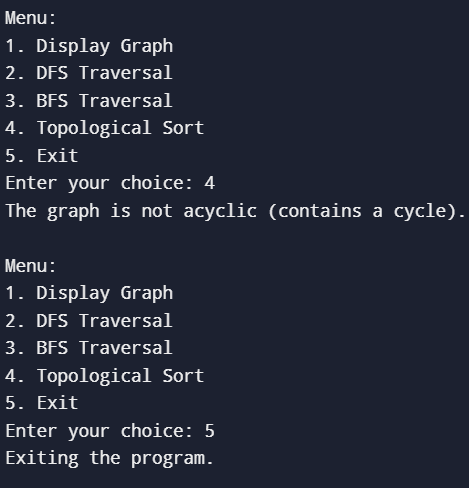 Menu:
1. Display Graph
2. DFS Traversal
3. BFS Traversal
4. Topological Sort
5. Exit
Enter your choice: 4
The graph is not acyclic (contains a cycle).

Menu:
1. Display Graph
2. DFS Traversal
3. BFS Traversal
4. Topological Sort
5. Exit
Enter your choice: 5
Exiting the program.